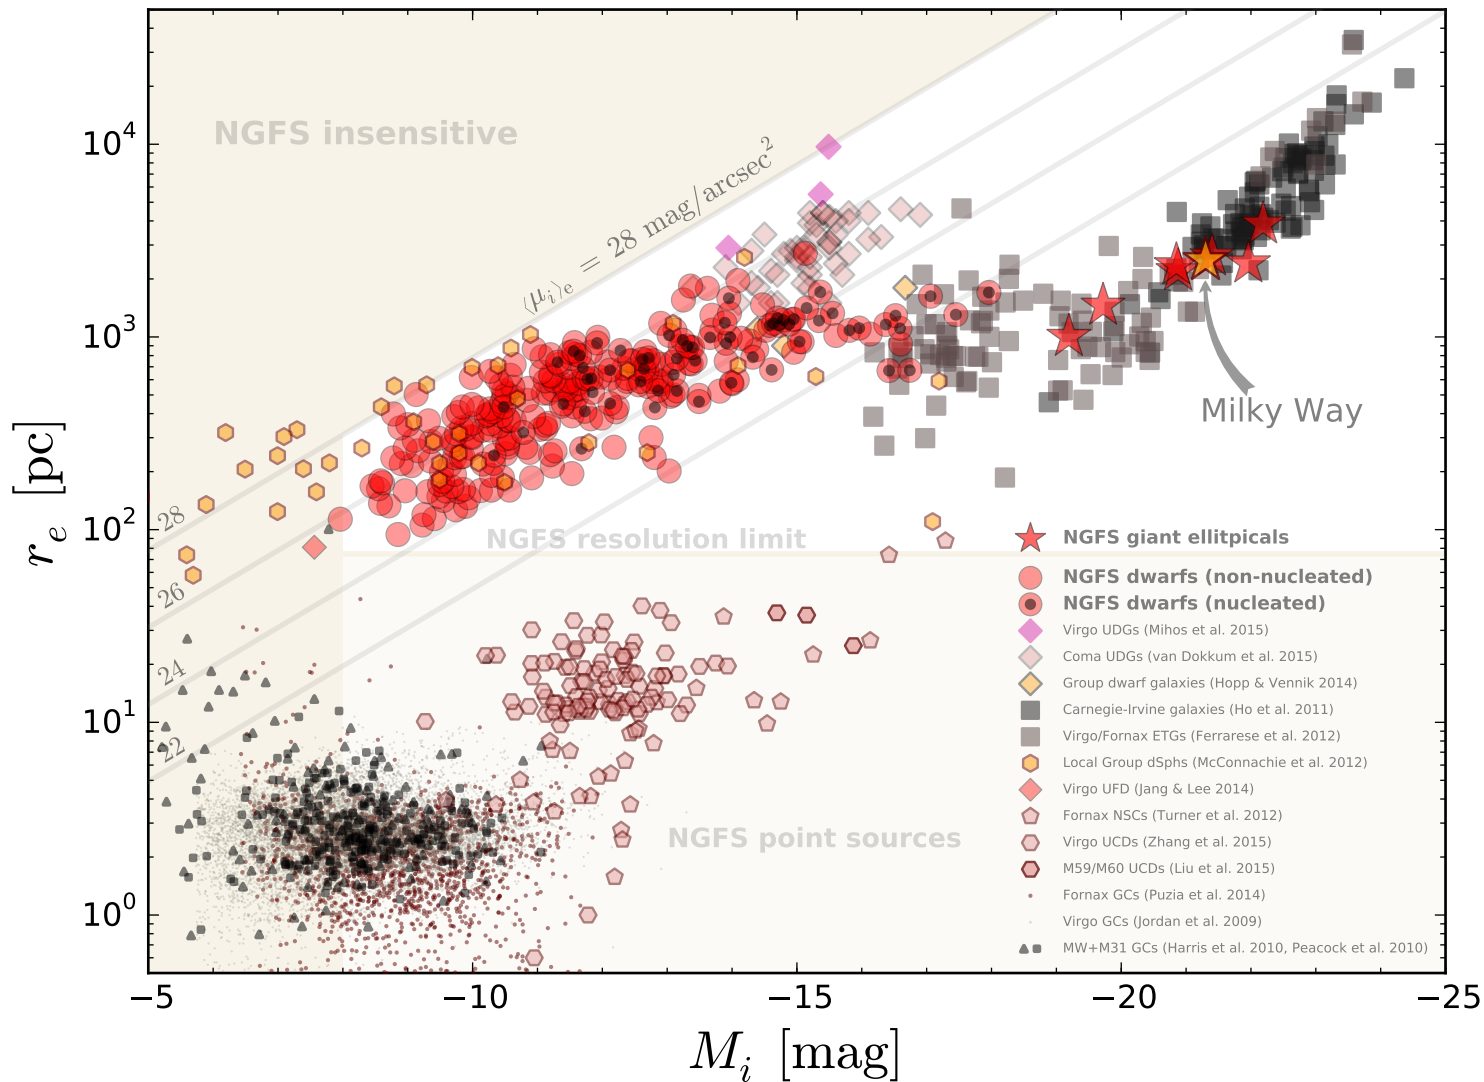 NGFS insensitive
⟨μᵢ⟩ₑ = 28 mag/arcsec²
10⁴
10³
10²
10¹
10⁰
rₑ [pc]
28
26
24
22
Milky Way
NGFS resolution limit
NGFS point sources
NGFS giant ellitpicals
NGFS dwarfs (non-nucleated)
NGFS dwarfs (nucleated)
Virgo UDGs (Mihos et al. 2015)
Coma UDGs (van Dokkum et al. 2015)
Group dwarf galaxies (Hopp & Vennik 2014)
Carnegie-Irvine galaxies (Ho et al. 2011)
Virgo/Fornax ETGs (Ferrarese et al. 2012)
Local Group dSphs (McConnachie et al. 2012)
Virgo UFD (Jang & Lee 2014)
Fornax NSCs (Turner et al. 2012)
Virgo UCDs (Zhang et al. 2015)
M59/M60 UCDs (Liu et al. 2015)
Fornax GCs (Puzia et al. 2014)
Virgo GCs (Jordan et al. 2009)
MW+M31 GCs (Harris et al. 2010, Peacock et al. 2010)
−5 −10 −15 −20 −25
Mᵢ [mag]